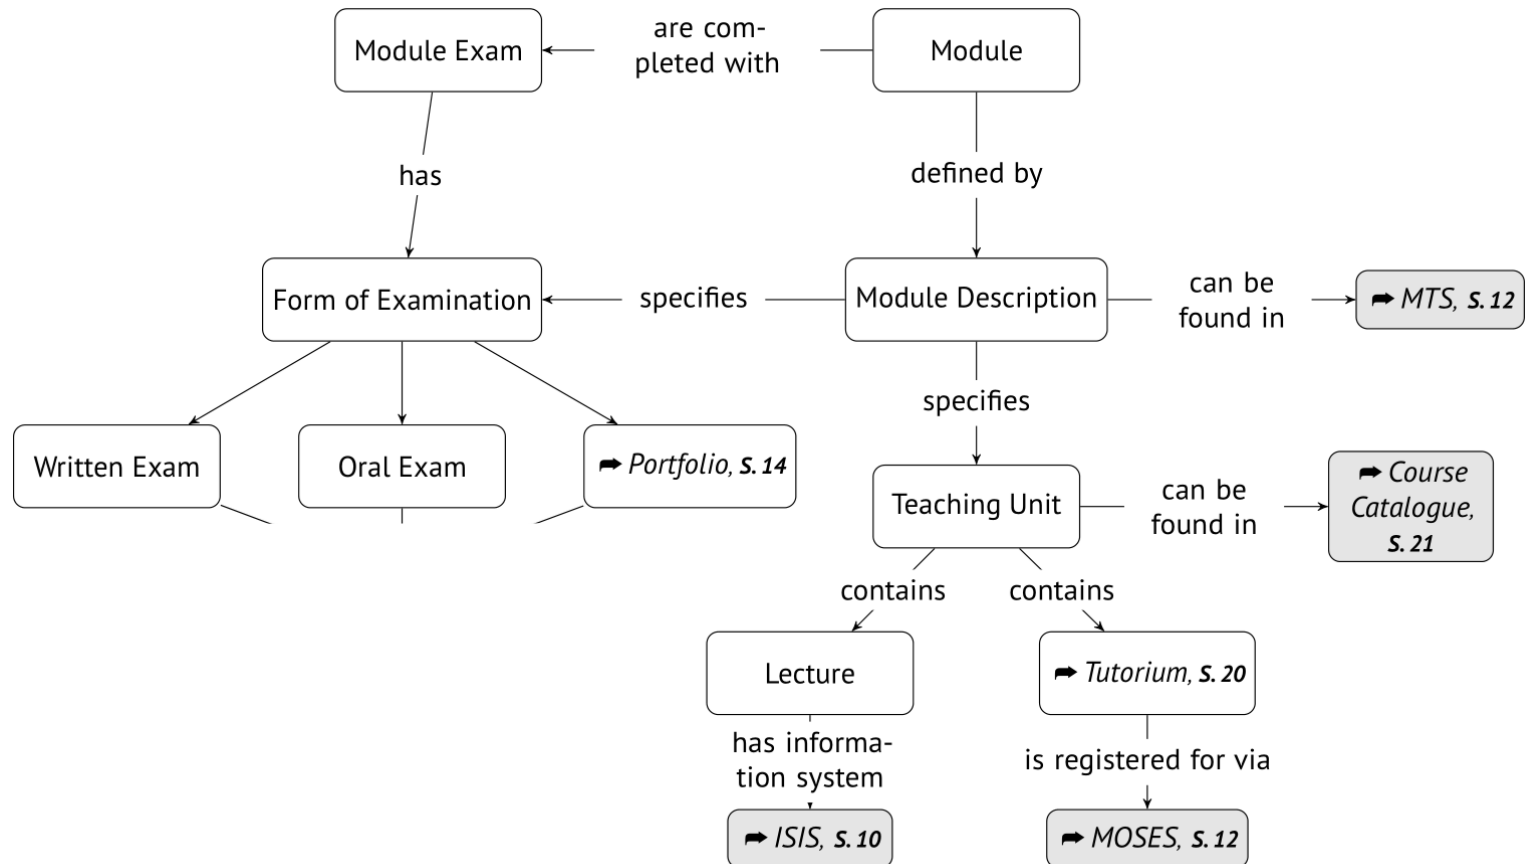 Module Exam
are com-
pleted with
Module
has
defined by
Form of Examination
specifies
Module Description
can be
found in
➦ MTS, S. 12
specifies
Written Exam
Oral Exam
➦ Portfolio, S. 14
Teaching Unit
can be
found in
➦ Course
Catalogue,
S. 21
contains
contains
Lecture
➦ Tutorium, S. 20
has informa-
tion system
is registered for via
➦ ISIS, S. 10
➦ MOSES, S. 12